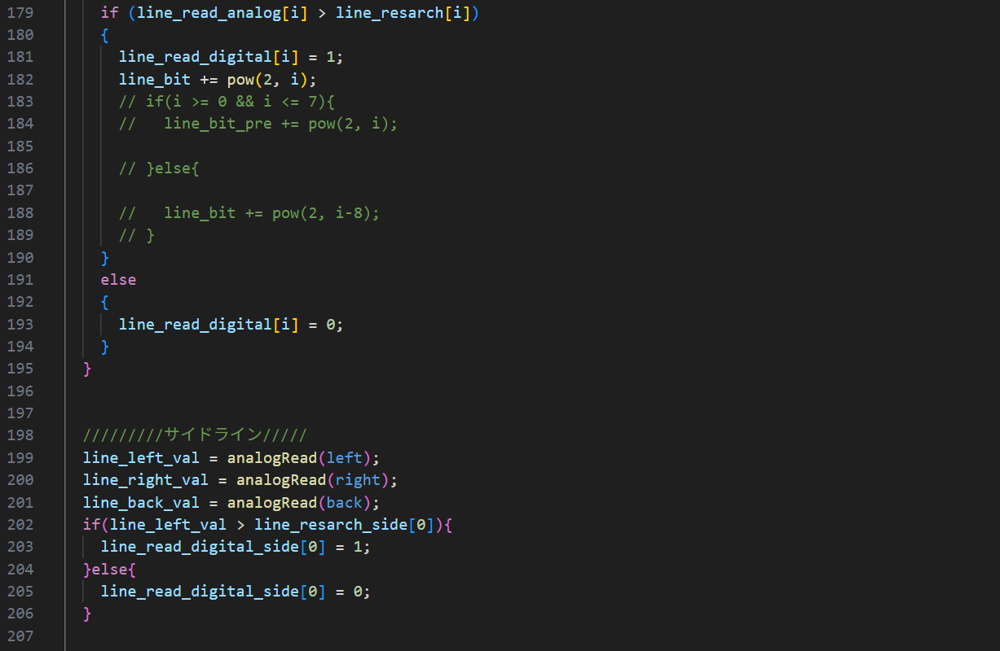 179 if (line_read_analog[i] > line_resarch[i])
180 {
181 line_read_digital[i] = 1;
182 line_bit += pow(2, i);
183 // if(i >= 0 && i <= 7){
184 //   line_bit_pre += pow(2, i);
185
186 // }else{
187
188 //   line_bit += pow(2, i-8);
189 // }
190 }
191 else
192 {
193 line_read_digital[i] = 0;
194 }
195 }
196
197
198 /////////サイドライン/////
199 line_left_val = analogRead(left);
200 line_right_val = analogRead(right);
201 line_back_val = analogRead(back);
202 if(line_left_val > line_resarch_side[0]){
203 line_read_digital_side[0] = 1;
204 }else{
205 line_read_digital_side[0] = 0;
206 }
207